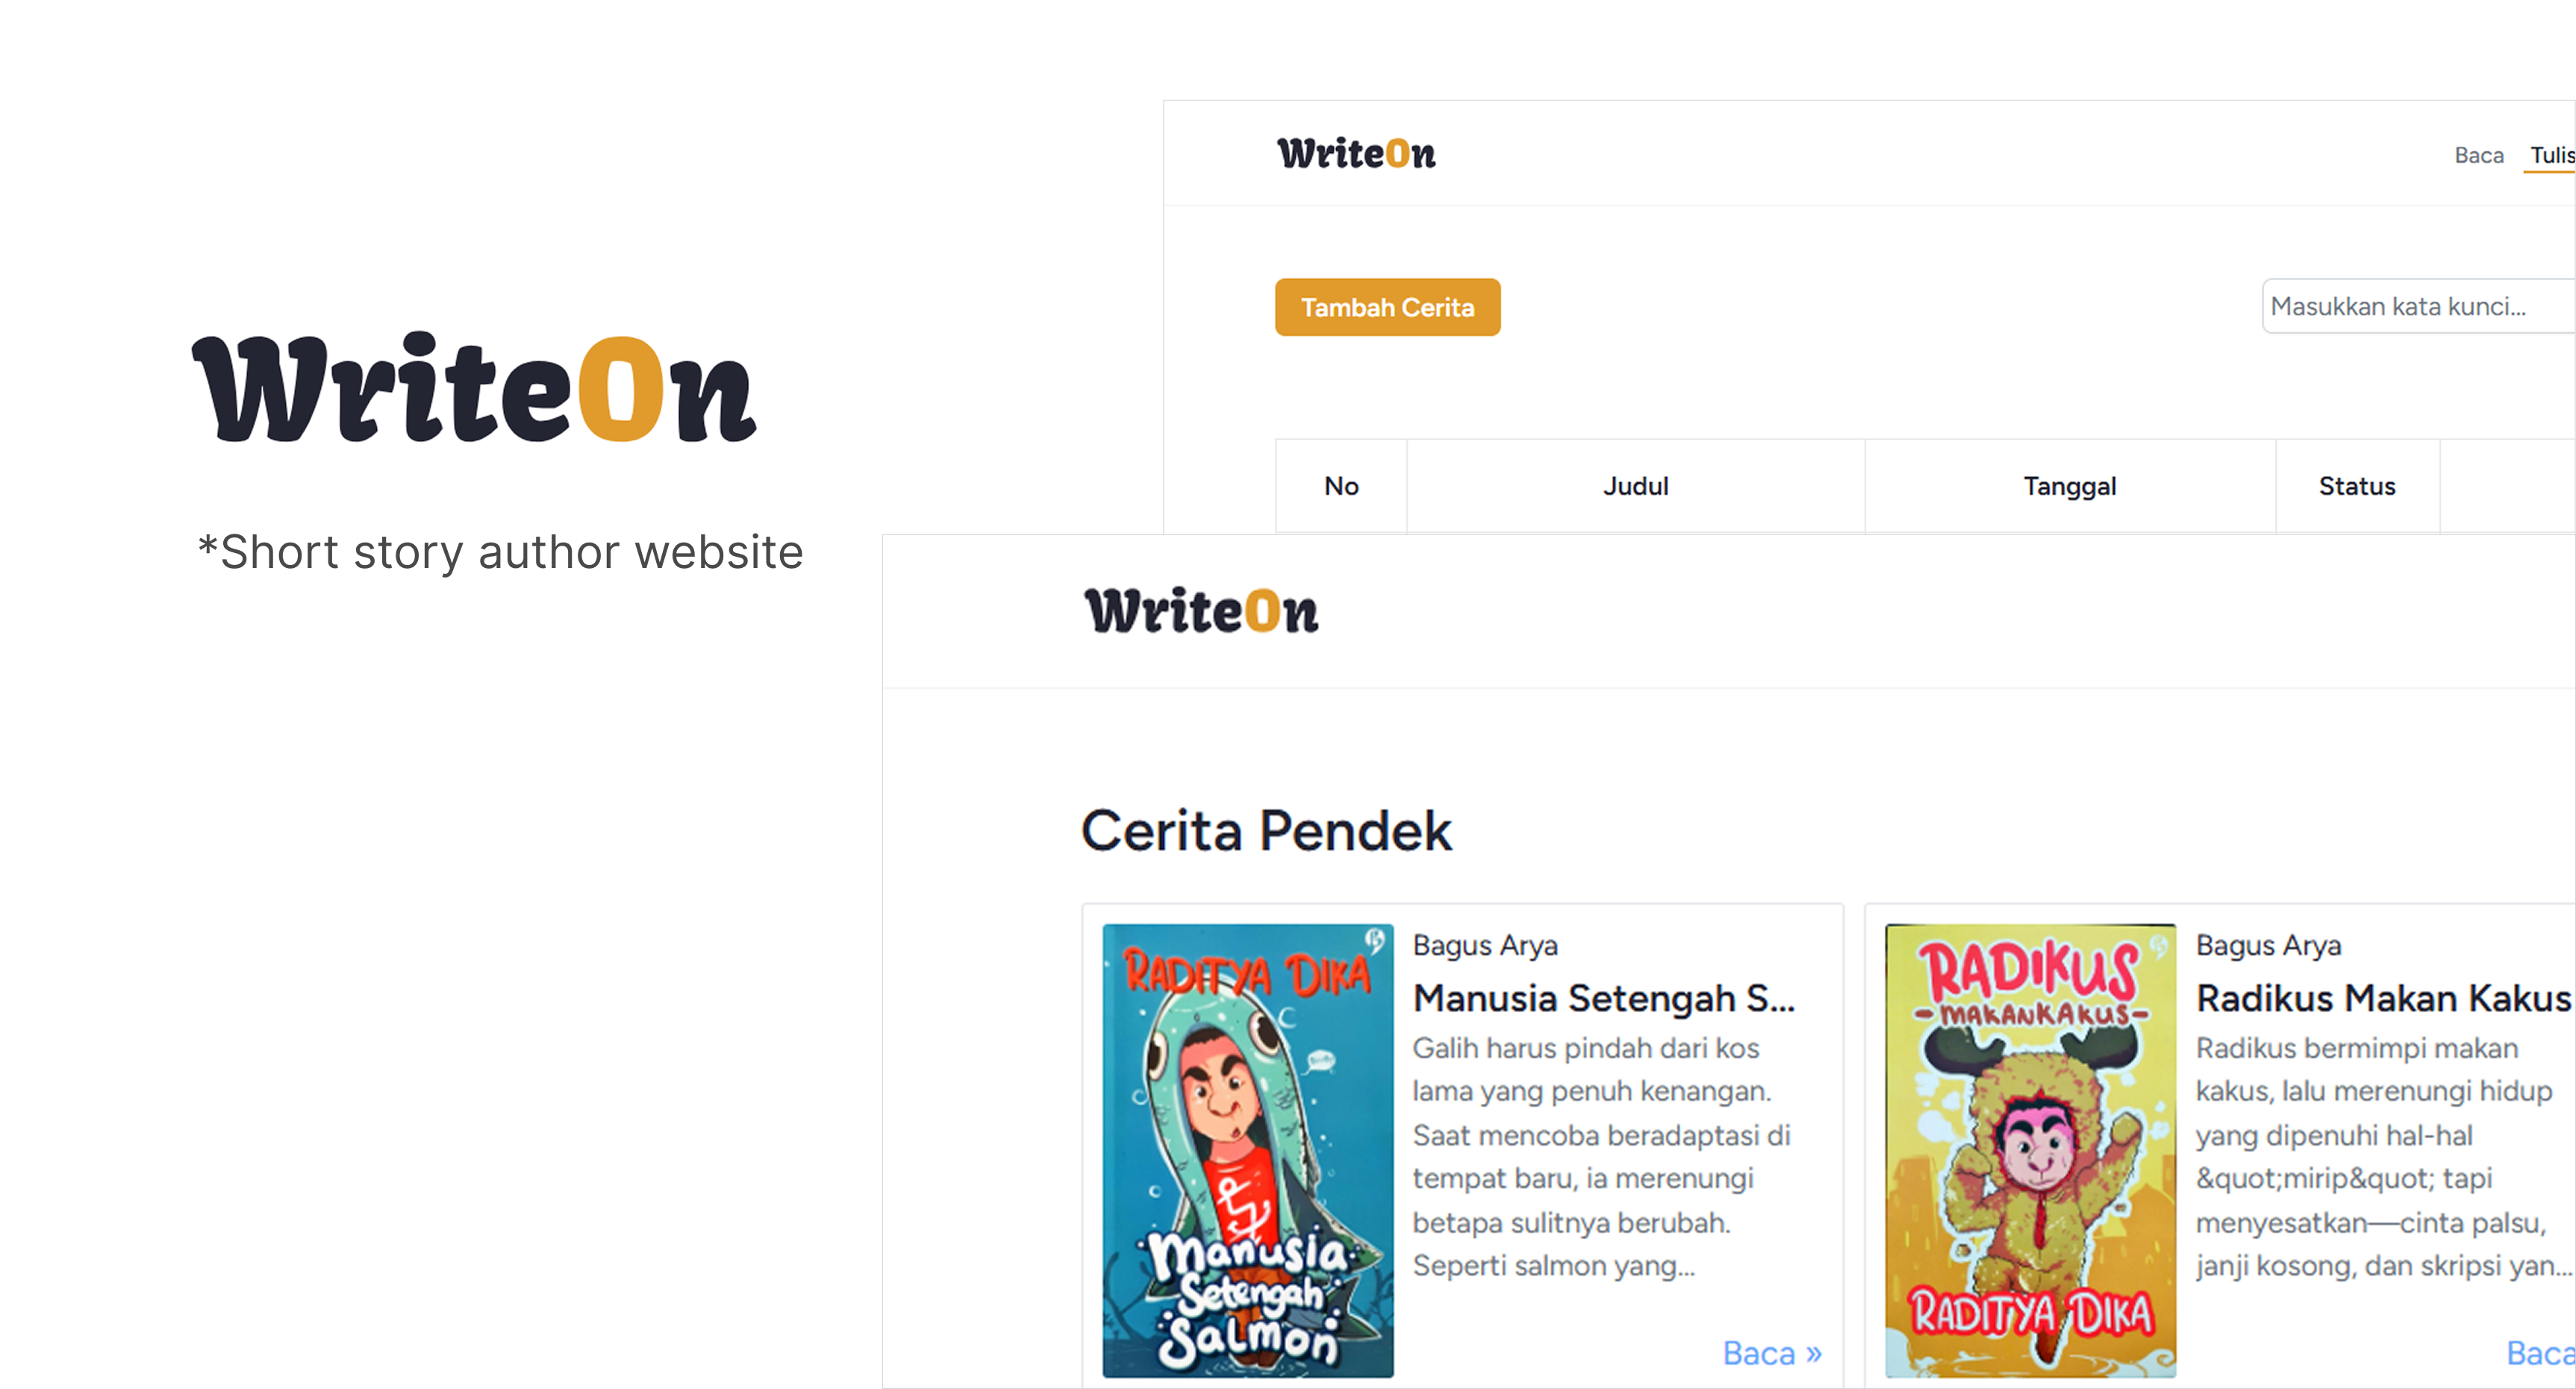 WriteOn
*Short story author website
WriteOn
Baca Tulis
Tambah Cerita
Masukkan kata kunci...
No Judul Tanggal Status
WriteOn
Cerita Pendek
RADITYA DIKA
Manusia
Setengah
Salmon
Bagus Arya
Manusia Setengah S...
Galih harus pindah dari kos
lama yang penuh kenangan.
Saat mencoba beradaptasi di
tempat baru, ia merenungi
betapa sulitnya berubah.
Seperti salmon yang...
Baca »
RADIKUS
-MAKANKAKUS-
RADITYA DIKA
Bagus Arya
Radikus Makan Kakus
Radikus bermimpi makan
kakus, lalu merenungi hidup
yang dipenuhi hal-hal
&quot;mirip&quot; tapi
menyesatkan—cinta palsu,
janji kosong, dan skripsi yan...
Baca